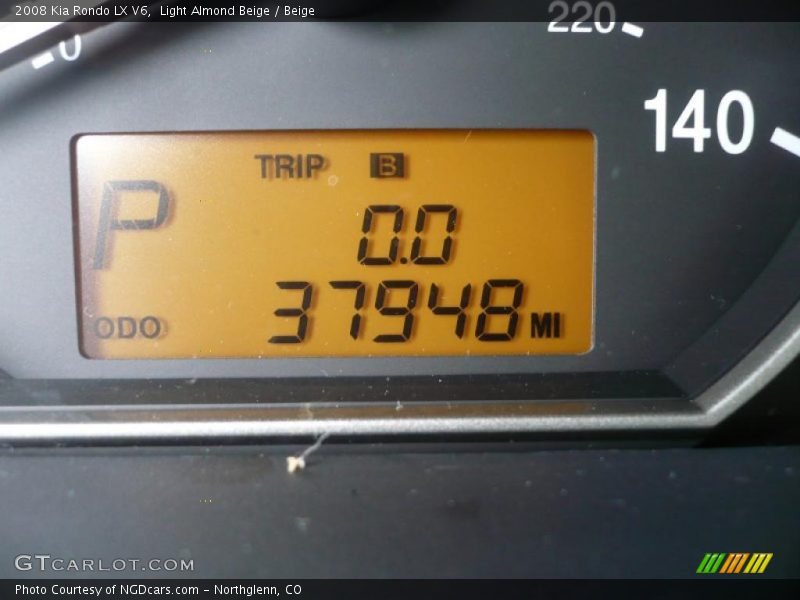 2008 Kia Rondo LX V6,  Light Almond Beige / Beige
0
220
140
TRIP B
P
0.0
ODO 37948 MI
GTCARLOT.COM
Photo Courtesy of NGDcars.com – Northglenn, CO